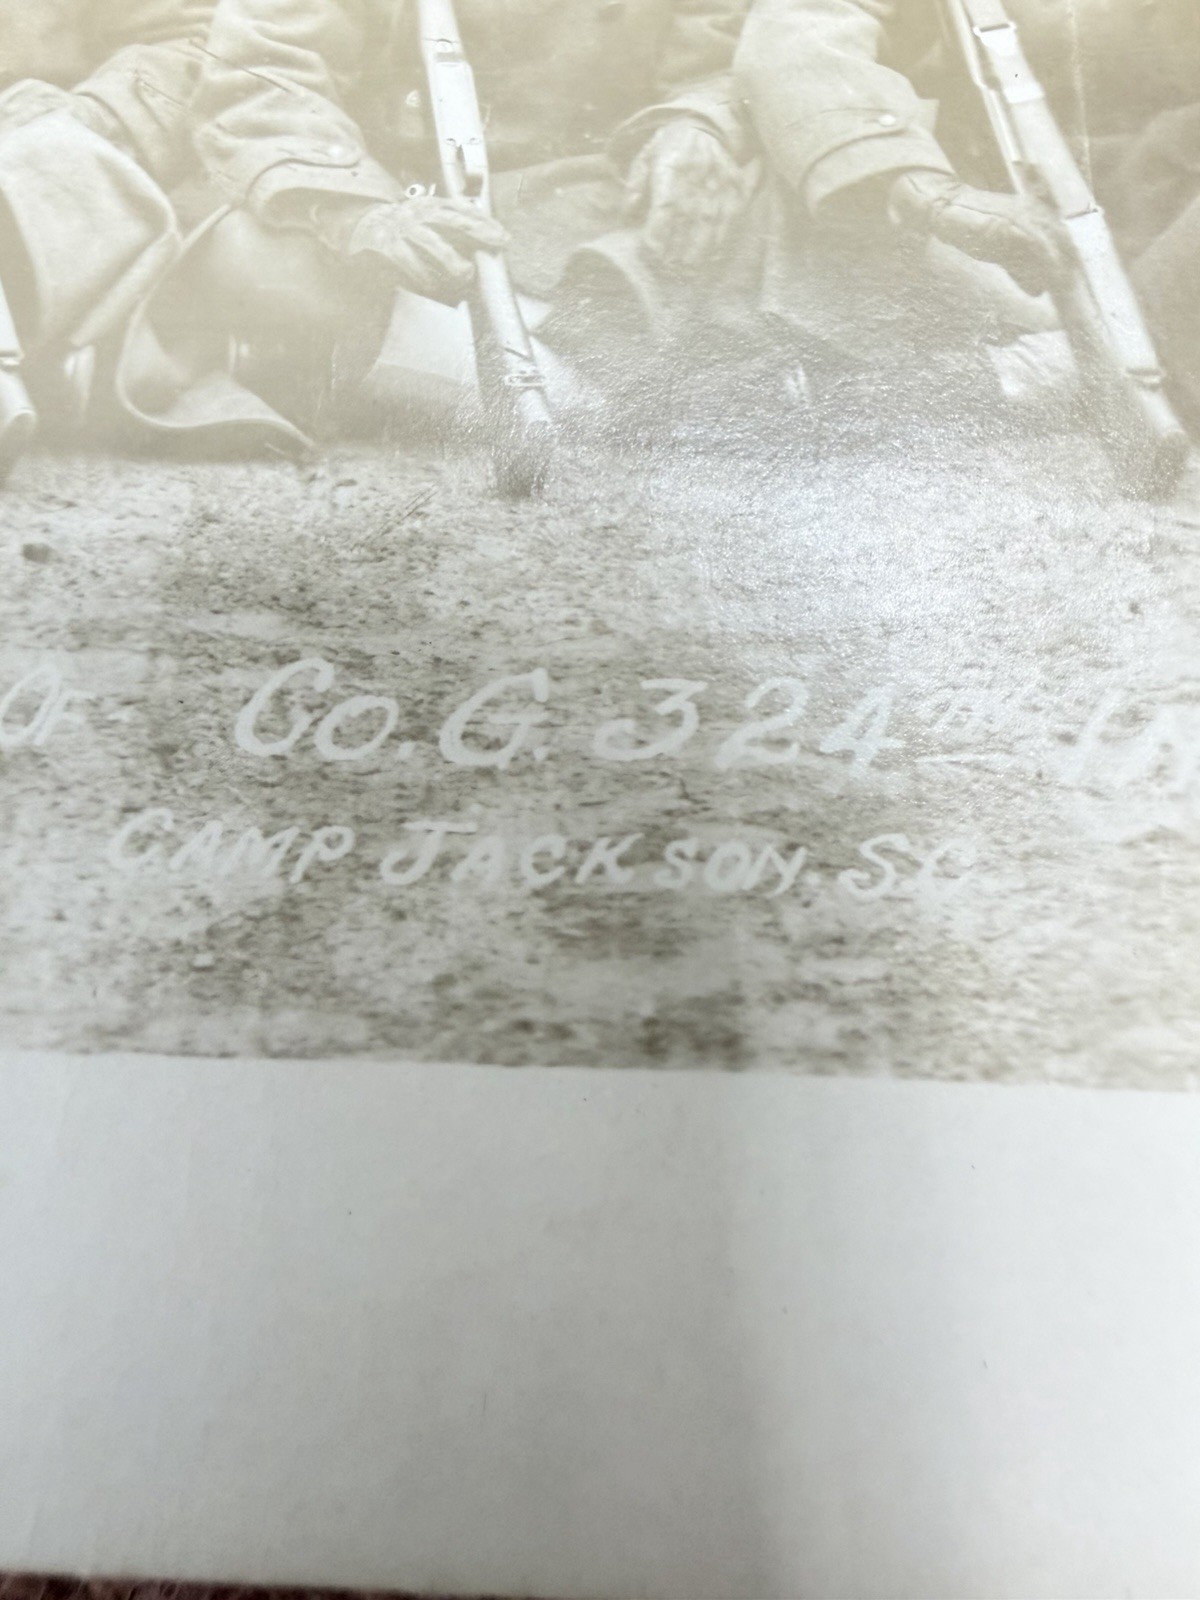 OF Co. G. 324TH
CAMP JACKSON. S.C.